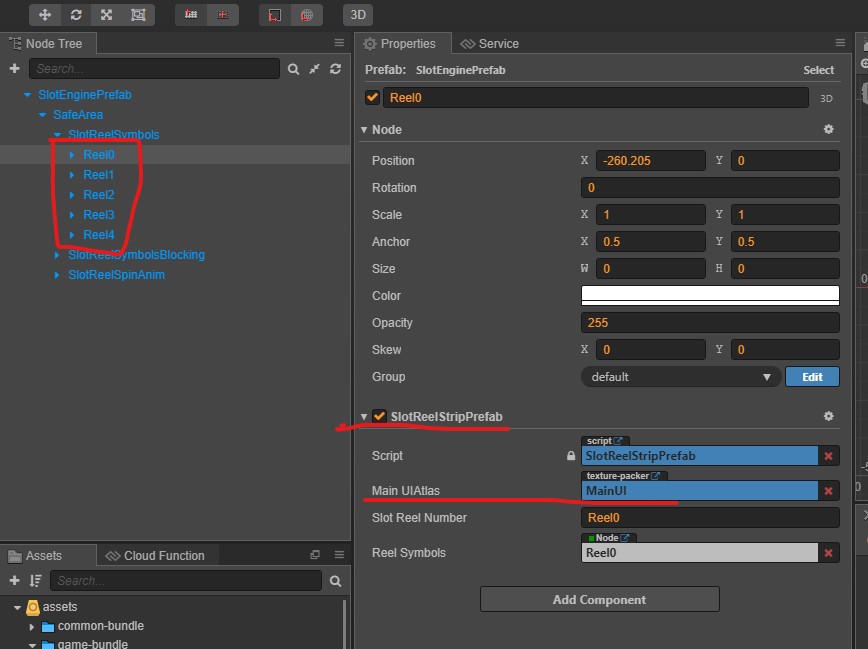 3D
Node Tree
Search...
SlotEnginePrefab
SafeArea
SlotReelSymbols
Reel0
Reel1
Reel2
Reel3
Reel4
SlotReelSymbolsBlocking
SlotReelSpinAnim
Assets
Cloud Function
Search...
assets
common-bundle
game-bundle
Properties
Service
Prefab: SlotEnginePrefab Select
Reel0 3D
Node
Position X -260.205 Y 0
Rotation 0
Scale X 1 Y 1
Anchor X 0.5 Y 0.5
Size W 0 H 0
Color
Opacity 255
Skew X 0 Y 0
Group default Edit
SlotReelStripPrefab
script
Script SlotReelStripPrefab
texture-packer
Main UIAtlas MainUI
Slot Reel Number Reel0
Node
Reel Symbols Reel0
Add Component